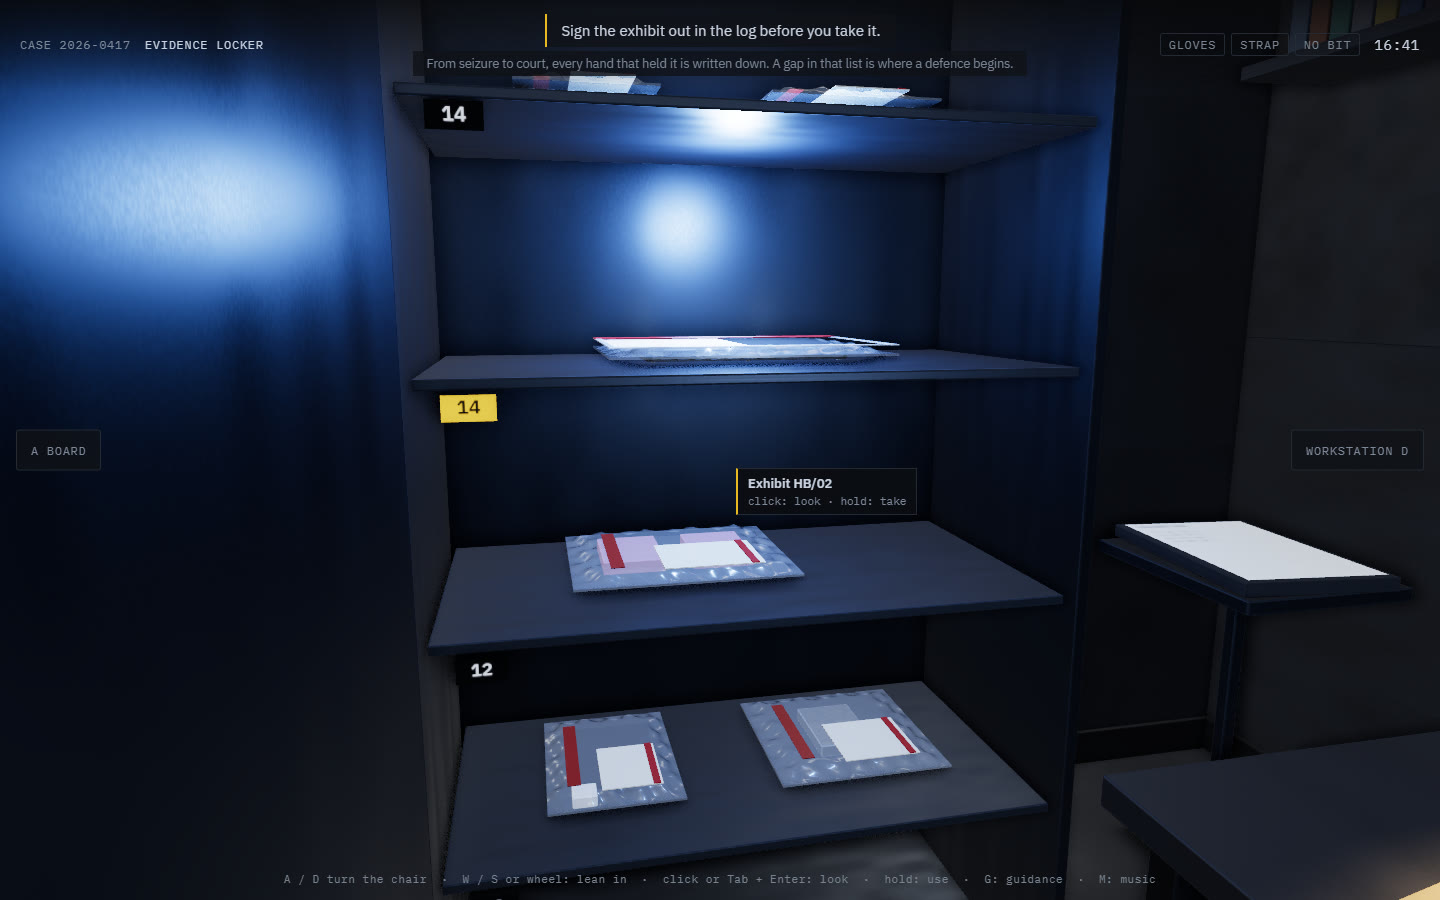 CASE 2026-0417 EVIDENCE LOCKER
Sign the exhibit out in the log before you take it.
From seizure to court, every hand that held it is written down. A gap in that list is where a defence begins.
GLOVES STRAP NO BIT 16:41
14
14
A BOARD
WORKSTATION D
Exhibit HB/02
click: look · hold: take
12
A / D turn the chair · W / S or wheel: lean in · click or Tab + Enter: look · hold: use · G: guidance · M: music